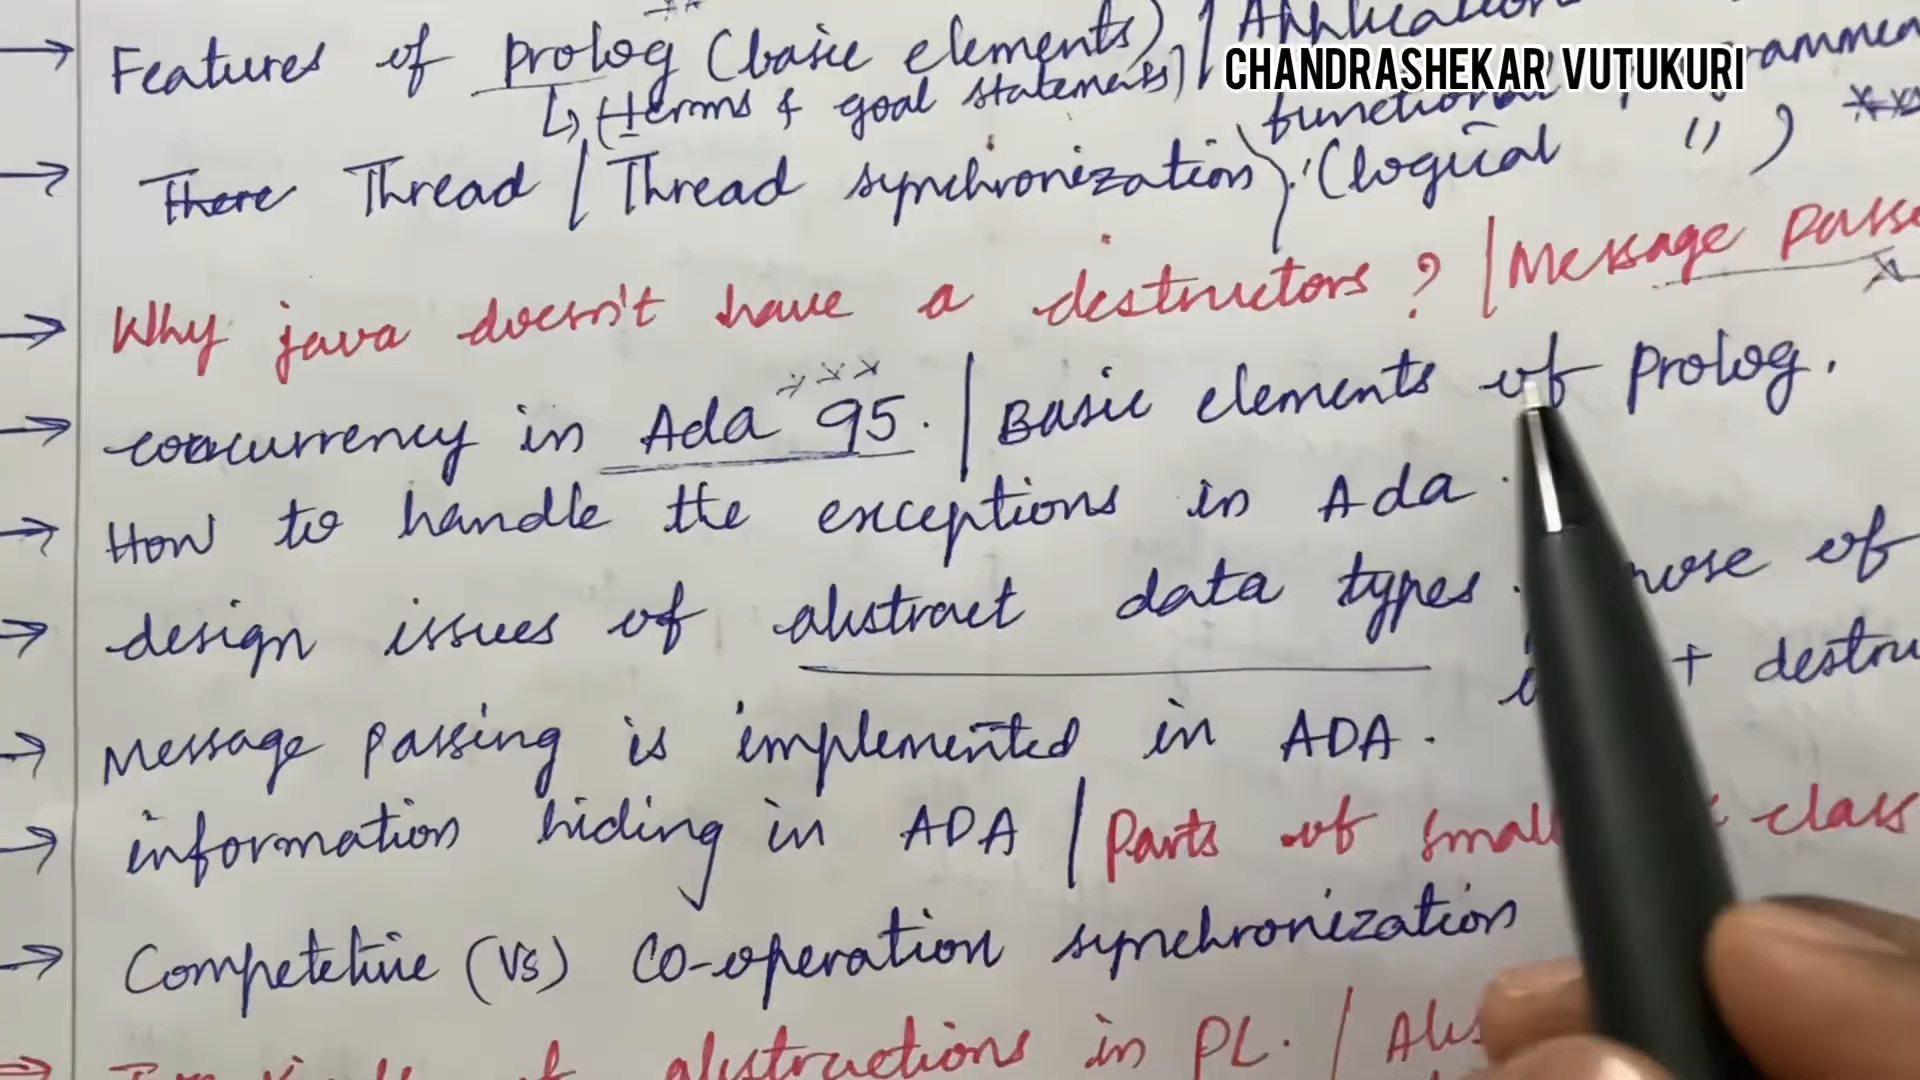 → Features of prolog (basic elements) / Application
CHANDRASHEKAR VUTUKURI
↳ (terms & goal statements) / functional
→ There Thread / Thread synchronization (logical " ) ***
→ Why java doesn't have a destructors? / Message
→ concurrency in Ada 95. / Basic elements of prolog.
→ How to handle the exceptions in Ada.
→ design issues of abstract data types. of
+
→ Message passing is implemented in ADA.
→ information hiding in ADA / Parts of class
→ Competetive (Vs) Co-operation synchronization
→ abstractions in PL. /